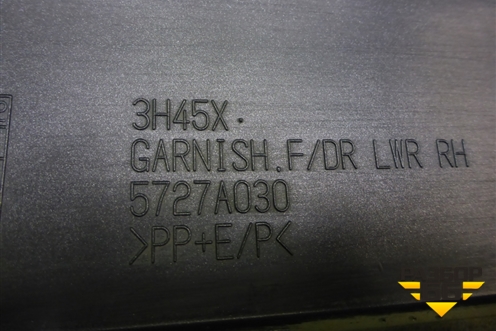 3H45X.
GARNISH.F/DR LWR RH
5727A030
>PP+E/P<